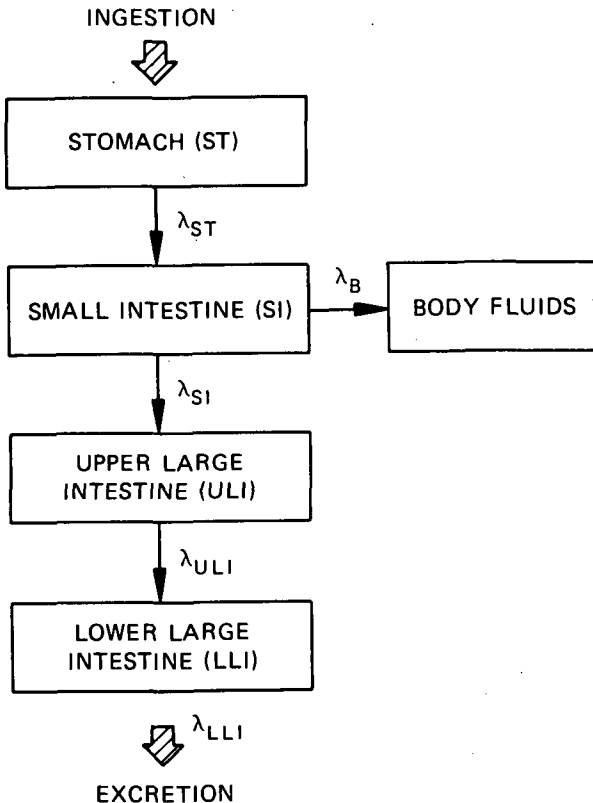 INGESTION
STOMACH (ST)
λST
SMALL INTESTINE (SI)
λB
BODY FLUIDS
λSI
UPPER LARGE
INTESTINE (ULI)
λULI
LOWER LARGE
INTESTINE (LLI)
λLLI
EXCRETION